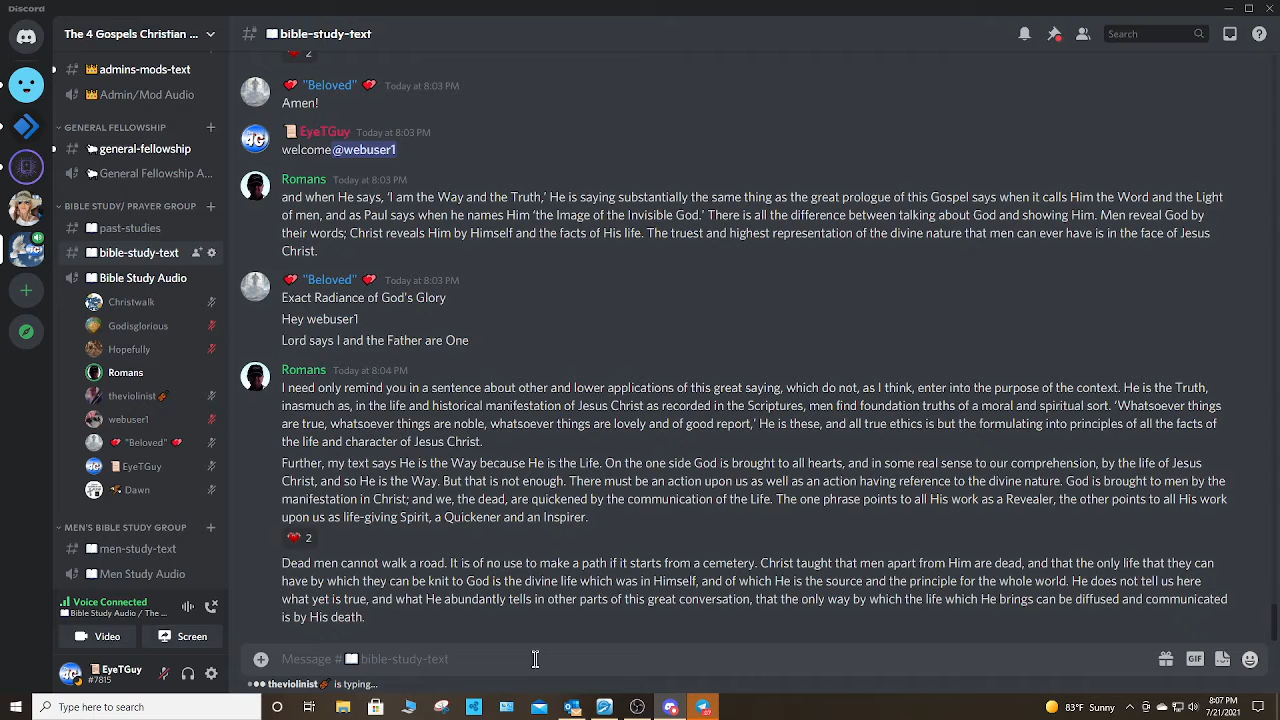 Discord
The 4 Gospels Christian ...
admins-mods-text
Admin/Mod Audio
GENERAL FELLOWSHIP
general-fellowship
General Fellowship A...
BIBLE STUDY/ PRAYER GROUP
past-studies
bible-study-text
Bible Study Audio
Christwalk
Godisglorious
Hopefully
Romans
theviolinist
webuser1
"Beloved"
EyeTGuy
Dawn
MEN'S BIBLE STUDY GROUP
men-study-text
Men Study Audio
Voice Connected
Bible Study Audio / The ...
Video
Screen
EyeTGuy
#7815
bible-study-text
Search
2
"Beloved" Today at 8:03 PM
Amen!
EyeTGuy Today at 8:03 PM
welcome @webuser1
Romans Today at 8:03 PM
and when He says, 'I am the Way and the Truth,' He is saying substantially the same thing as the great prologue of this Gospel says when it calls Him the Word and the Light
of men, and as Paul says when he names Him 'the Image of the Invisible God.' There is all the difference between talking about God and showing Him. Men reveal God by
their words; Christ reveals Him by Himself and the facts of His life. The truest and highest representation of the divine nature that men can ever have is in the face of Jesus
Christ.
"Beloved" Today at 8:03 PM
Exact Radiance of God's Glory
Hey webuser1
Lord says I and the Father are One
Romans Today at 8:04 PM
I need only remind you in a sentence about other and lower applications of this great saying, which do not, as I think, enter into the purpose of the context. He is the Truth,
inasmuch as, in the life and historical manifestation of Jesus Christ as recorded in the Scriptures, men find foundation truths of a moral and spiritual sort. 'Whatsoever things
are true, whatsoever things are noble, whatsoever things are lovely and of good report,' He is these, and all true ethics is but the formulating into principles of all the facts of
the life and character of Jesus Christ.
Further, my text says He is the Way because He is the Life. On the one side God is brought to all hearts, and in some real sense to our comprehension, by the life of Jesus
Christ, and so He is the Way. But that is not enough. There must be an action upon us as well as an action having reference to the divine nature. God is brought to men by the
manifestation in Christ; and we, the dead, are quickened by the communication of the Life. The one phrase points to all His work as a Revealer, the other points to all His work
upon us as life-giving Spirit, a Quickener and an Inspirer.
2
Dead men cannot walk a road. It is of no use to make a path if it starts from a cemetery. Christ taught that men apart from Him are dead, and that the only life that they can
have by which they can be knit to God is the divine life which was in Himself, and of which He is the source and the principle for the whole world. He does not tell us here
what yet is true, and what He abundantly tells in other parts of this great conversation, that the only way by which the life which He brings can be diffused and communicated
is by His death.
Message # bible-study-text
GIF
theviolinist is typing...
Type here to search
83°F Sunny
8:07 PM
7/21/2021